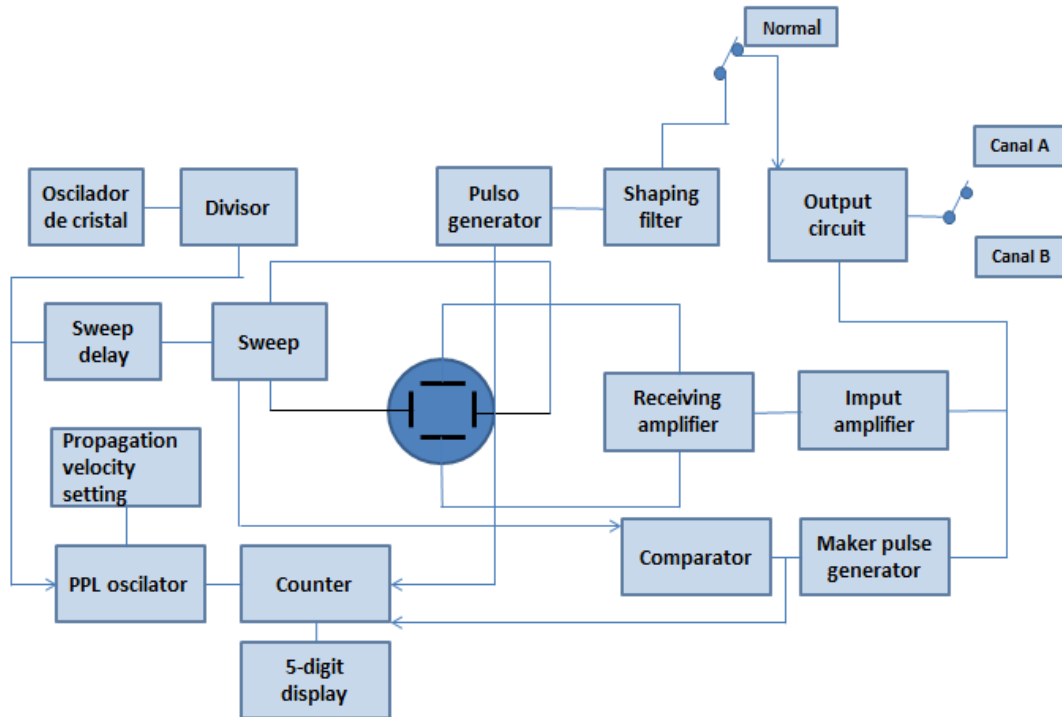 Normal
Canal A
Oscilador
de cristal
Divisor
Pulso
generator
Shaping
filter
Output
circuit
Canal B
Sweep
delay
Sweep
Receiving
amplifier
Imput
amplifier
Propagation
velocity
setting
PPL oscilator
Counter
Comparator
Maker pulse
generator
5-digit
display